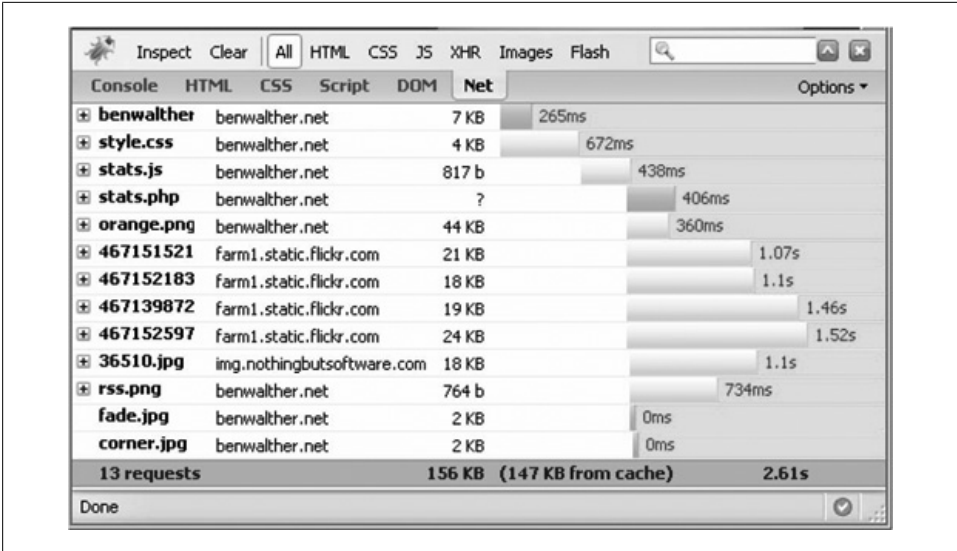 Inspect Clear All HTML CSS JS XHR Images Flash
Console HTML CSS Script DOM Net Options
benwalther benwalther.net 7 KB 265ms
style.css benwalther.net 4 KB 672ms
stats.js benwalther.net 817 b 438ms
stats.php benwalther.net ? 406ms
orange.png benwalther.net 44 KB 360ms
467151521 farm1.static.flickr.com 21 KB 1.07s
467152183 farm1.static.flickr.com 18 KB 1.1s
467139872 farm1.static.flickr.com 19 KB 1.46s
467152597 farm1.static.flickr.com 24 KB 1.52s
36510.jpg img.nothingbutsoftware.com 18 KB 1.1s
rss.png benwalther.net 764 b 734ms
fade.jpg benwalther.net 2 KB 0ms
corner.jpg benwalther.net 2 KB 0ms
13 requests 156 KB (147 KB from cache) 2.61s
Done